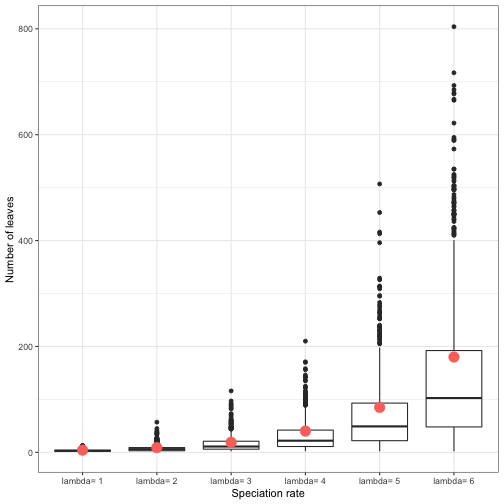 800
600
400
200
0
Number of leaves
lambda= 1 lambda= 2 lambda= 3 lambda= 4 lambda= 5 lambda= 6
Speciation rate